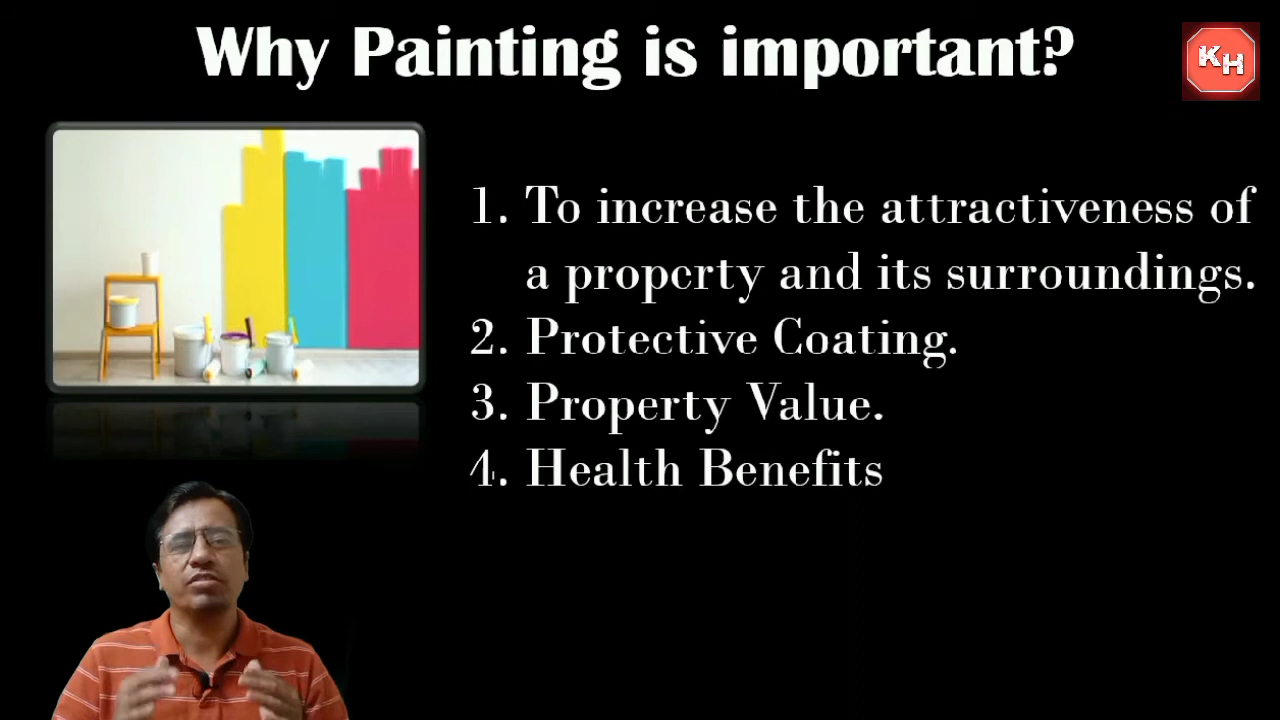 Why Painting is important?
KH
1. To increase the attractiveness of
a property and its surroundings.
2. Protective Coating.
3. Property Value.
4. Health Benefits